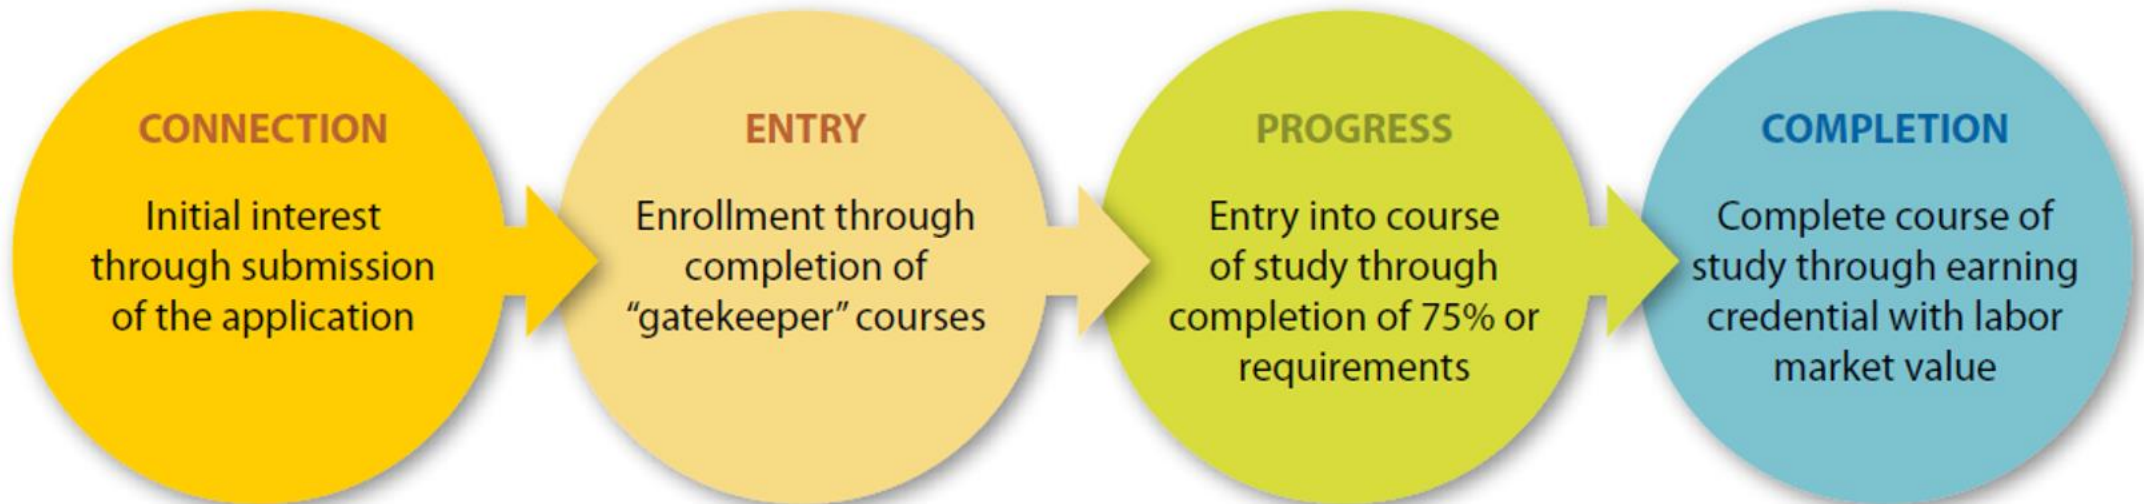 CONNECTION
Initial interest
through submission
of the application
ENTRY
Enrollment through
completion of
“gatekeeper” courses
PROGRESS
Entry into course
of study through
completion of 75% or
requirements
COMPLETION
Complete course of
study through earning
credential with labor
market value